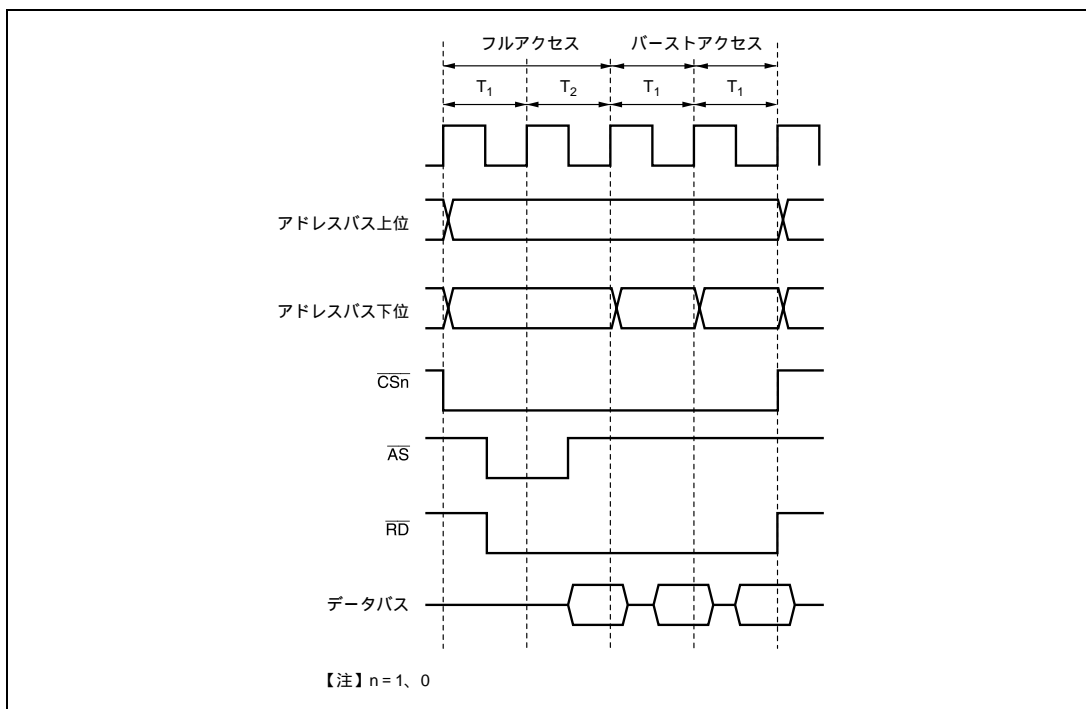 フルアクセス バーストアクセス
T1 T2 T1 T1
アドレスバス上位
アドレスバス下位
CSn
AS
RD
データバス
【注】n = 1、0